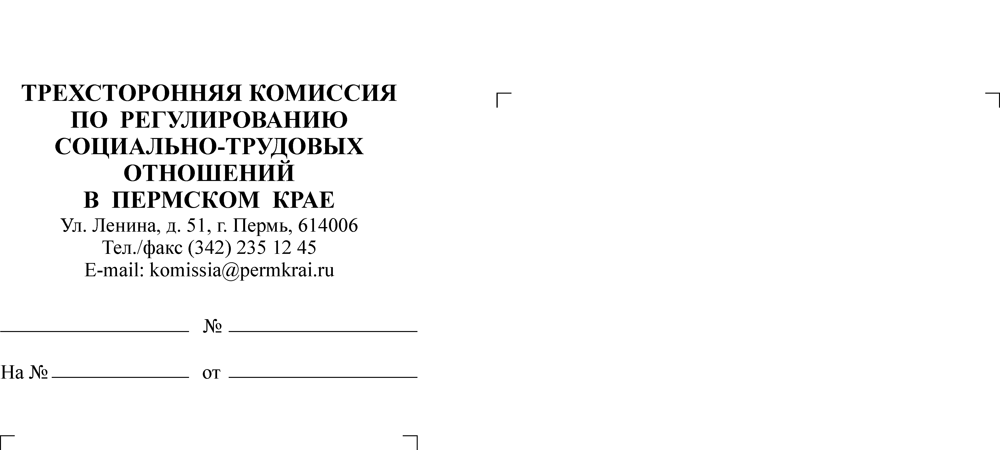 ТРЕХСТОРОННЯЯ КОМИССИЯ
ПО РЕГУЛИРОВАНИЮ
СОЦИАЛЬНО-ТРУДОВЫХ
ОТНОШЕНИЙ
В ПЕРМСКОМ КРАЕ
Ул. Ленина, д. 51, г. Пермь, 614006
Тел./факс (342) 235 12 45
E-mail: komissia@permkrai.ru
№
На № от